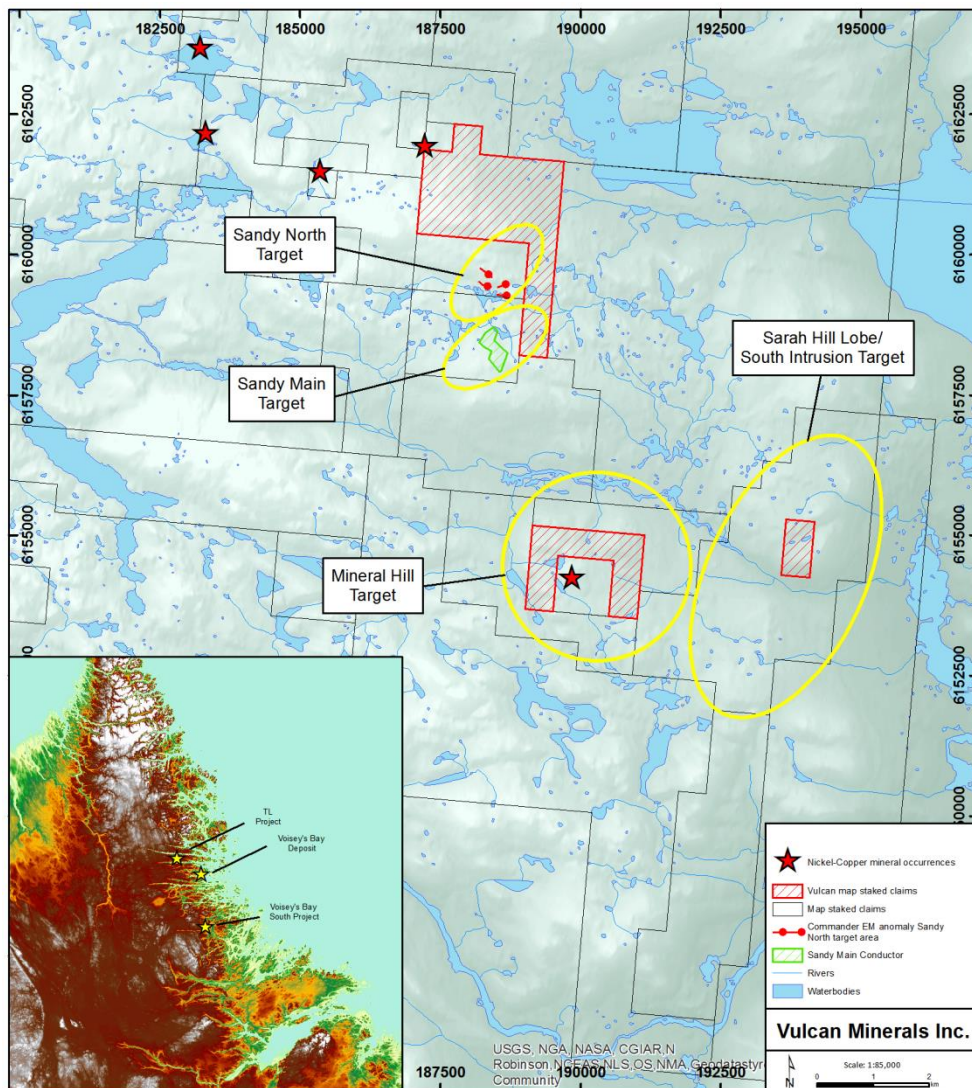 182500 185000 187500 190000 192500 195000
6162500
6162500
6160000
6160000
6157500
6157500
6155000
6155000
6152500
Sandy North
Target
Sandy Main
Target
Sarah Hill Lobe/
South Intrusion Target
Mineral Hill
Target
TL
Project
Voisey's Bay
Deposit
Voisey's Bay
South Project
Nickel-Copper mineral occurrences
Vulcan map staked claims
Map staked claims
Commander EM anomaly Sandy
North target area
Sandy Main Conductor
Rivers
Waterbodies
Vulcan Minerals Inc.
N
Scale: 1:85,000
0 1 2
km
USGS, NGA, NASA, CGIAR, N
Robinson, NCEAS, NLS, OS, NMA, Geodatastyr
Community
187500 190000 192500